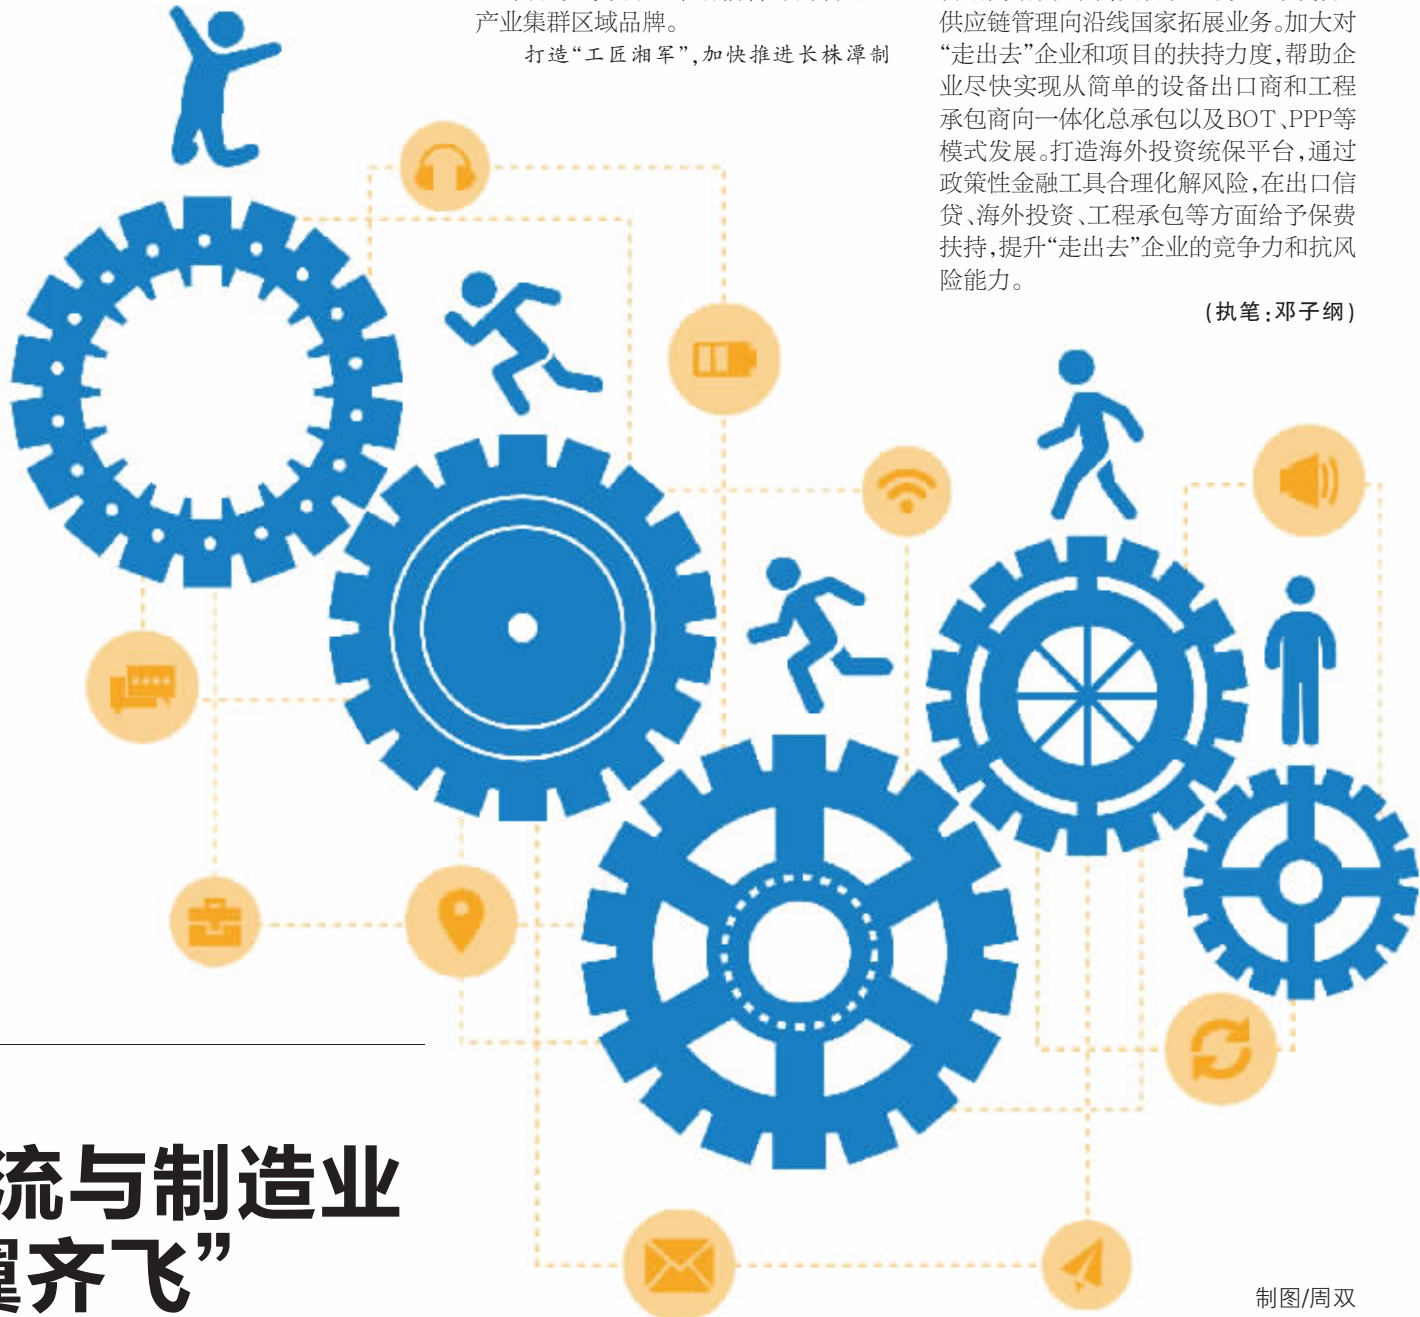 产业集群区域品牌。
打造“工匠湘军”,加快推进长株潭制
供应链管理向沿线国家拓展业务。加大对
“走出去”企业和项目的扶持力度,帮助企
业尽快实现从简单的设备出口商和工程
承包商向一体化总承包以及BOT、PPP等
模式发展。打造海外投资统保平台,通过
政策性金融工具合理化解风险,在出口信
贷、海外投资、工程承包等方面给予保费
扶持,提升“走出去”企业的竞争力和抗风
险能力。
(执笔:邓子纲)
流与制造业
翼齐飞”
制图/周双